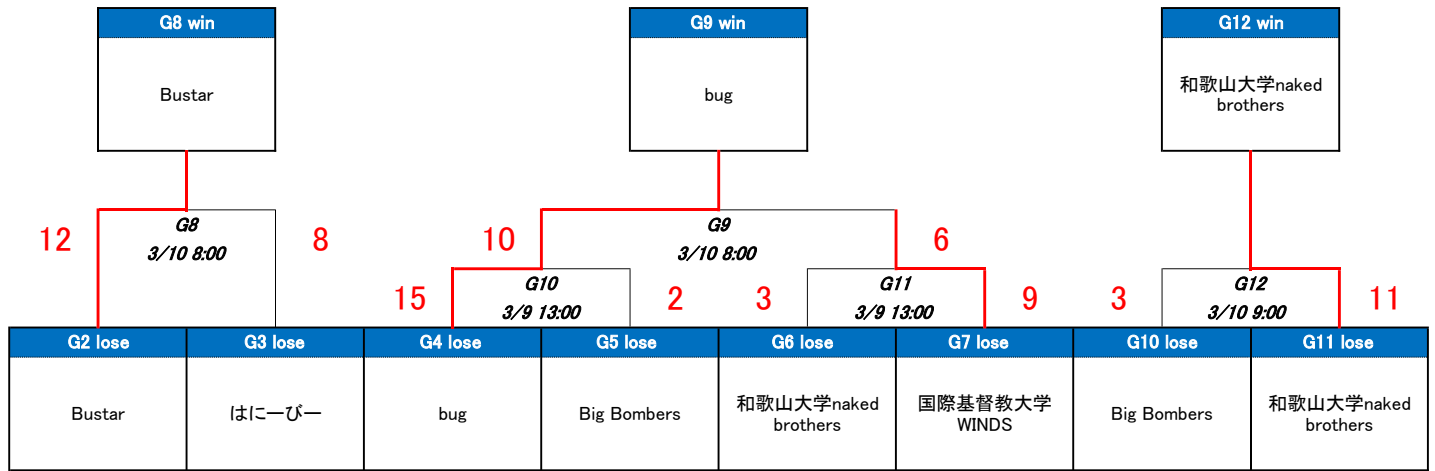 G8 win
G9 win
G12 win
Bustar
bug
和歌山大学naked
brothers
12
G8
3/10 8:00
8
10
G9
3/10 8:00
6
15
G10
3/9 13:00
2
3
G11
3/9 13:00
9
3
G12
3/10 9:00
11
G2 lose
G3 lose
G4 lose
G5 lose
G6 lose
G7 lose
G10 lose
G11 lose
Bustar
はにーびー
bug
Big Bombers
和歌山大学naked
brothers
国際基督教大学
WINDS
Big Bombers
和歌山大学naked
brothers